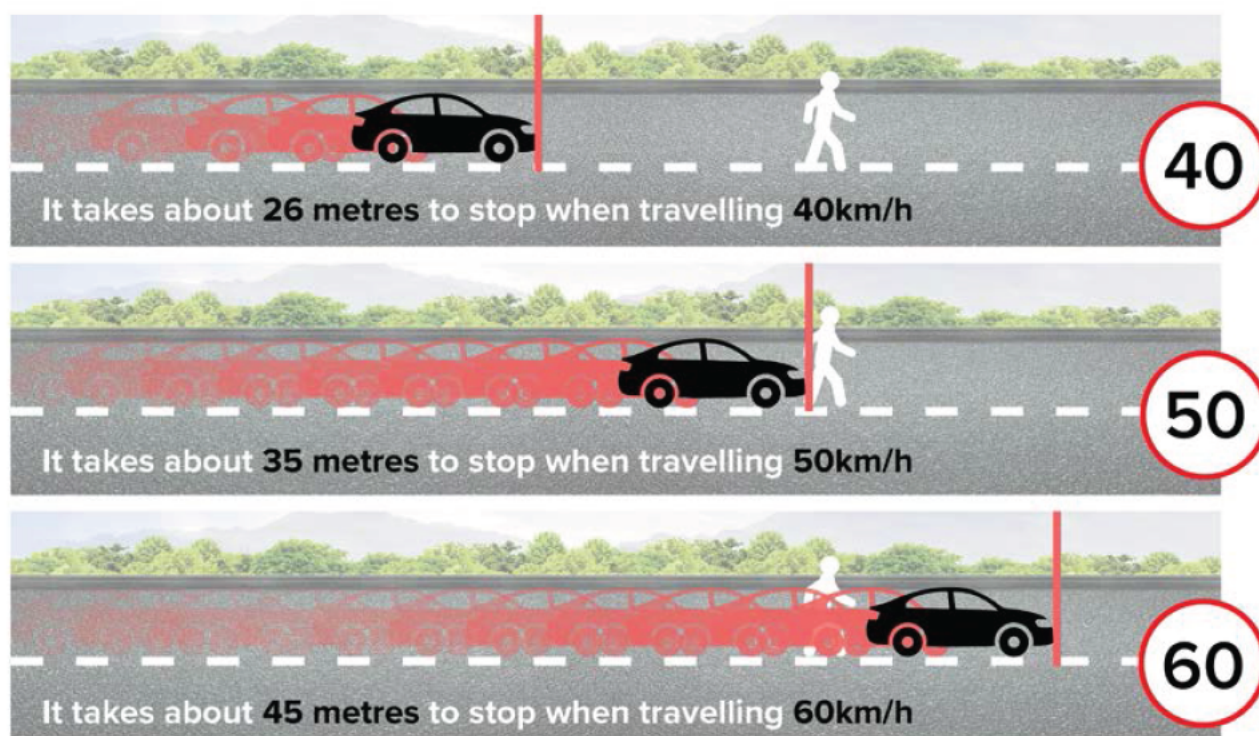 40
It takes about 26 metres to stop when travelling 40km/h
50
It takes about 35 metres to stop when travelling 50km/h
60
It takes about 45 metres to stop when travelling 60km/h